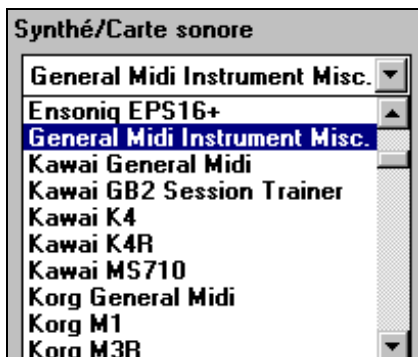 Synthé/Carte sonore
General Midi Instrument Misc.
Ensoniq EPS16+
General Midi Instrument Misc.
Kawai General Midi
Kawai GB2 Session Trainer
Kawai K4
Kawai K4R
Kawai MS710
Korg General Midi
Korg M1
Korg M3R